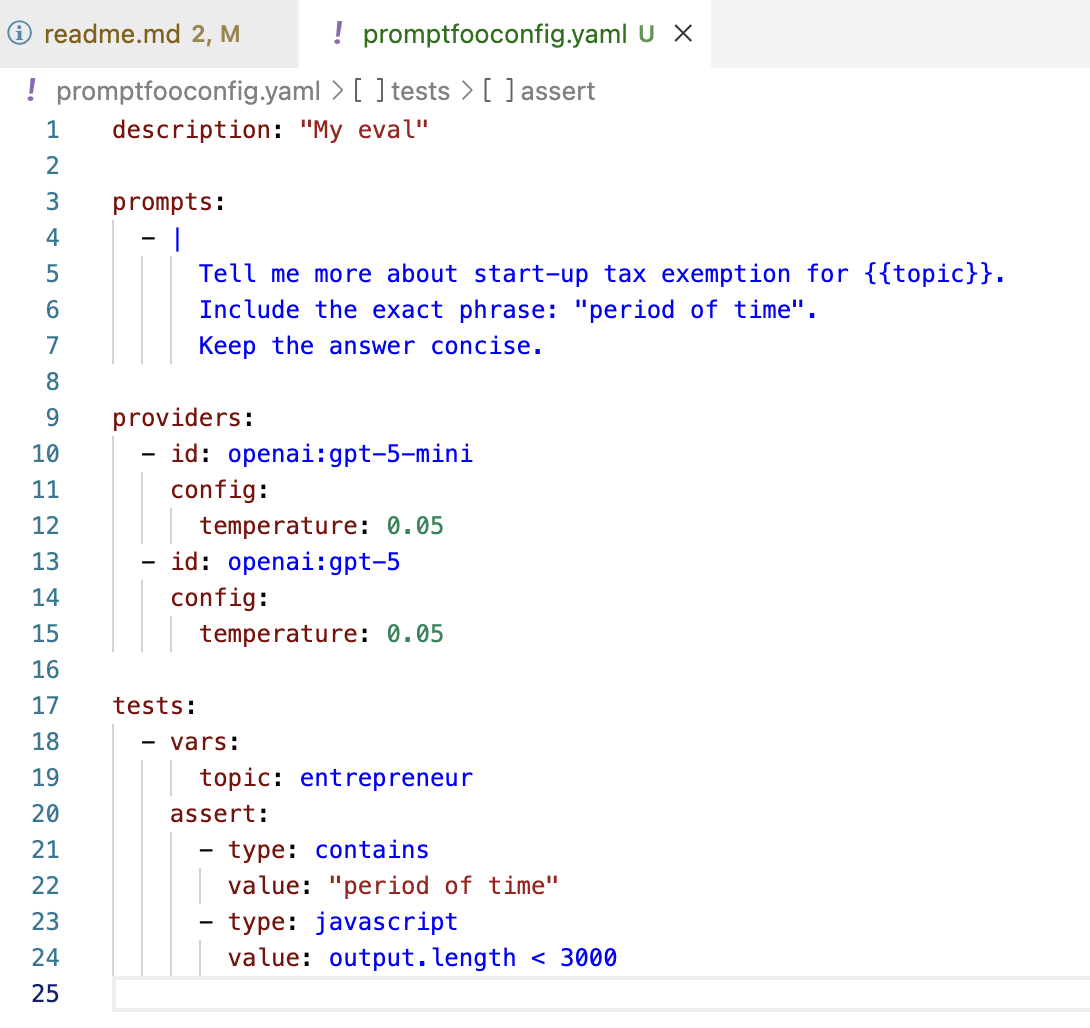 readme.md 2, M ! promptfooconfig.yaml U ×
! promptfooconfig.yaml > [ ] tests > [ ] assert
1 description: "My eval"
2
3 prompts:
4   - |
5       Tell me more about start-up tax exemption for {{topic}}.
6       Include the exact phrase: "period of time".
7       Keep the answer concise.
8
9 providers:
10   - id: openai:gpt-5-mini
11     config:
12       temperature: 0.05
13   - id: openai:gpt-5
14     config:
15       temperature: 0.05
16
17 tests:
18   - vars:
19       topic: entrepreneur
20     assert:
21       - type: contains
22         value: "period of time"
23       - type: javascript
24         value: output.length < 3000
25